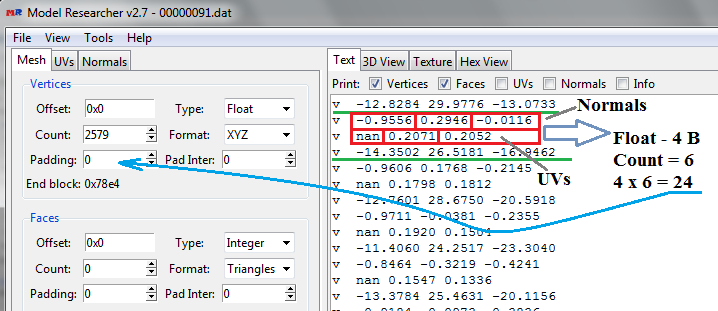 Model Researcher v2.7 - 00000091.dat
File View Tools Help
Mesh UVs Normals
Vertices
Offset: 0x0 Type: Float
Count: 2579 Format: XYZ
Padding: 0 Pad Inter: 0
End block: 0x78e4
Faces
Offset: 0x0 Type: Integer
Count: 0 Format: Triangles
Padding: 0 Pad Inter: 0
Text 3D View Texture Hex View
Print: Vertices Faces UVs Normals Info
v -12.8284 29.9776 -13.0733
v -0.9556 0.2946 -0.0116
v nan 0.2071 0.2052
v -14.3502 26.5181 -16.9462
v -0.9606 0.1768 -0.2145
v nan 0.1798 0.1812
v -12.7601 28.6750 -20.5918
v -0.9711 -0.0381 -0.2355
v nan 0.1920 0.1504
v -11.4060 24.2517 -23.3040
v -0.8464 -0.3219 -0.4241
v nan 0.1547 0.1336
v -13.3784 25.4631 -20.1156
Normals
UVs
Float - 4 B
Count = 6
4 x 6 = 24